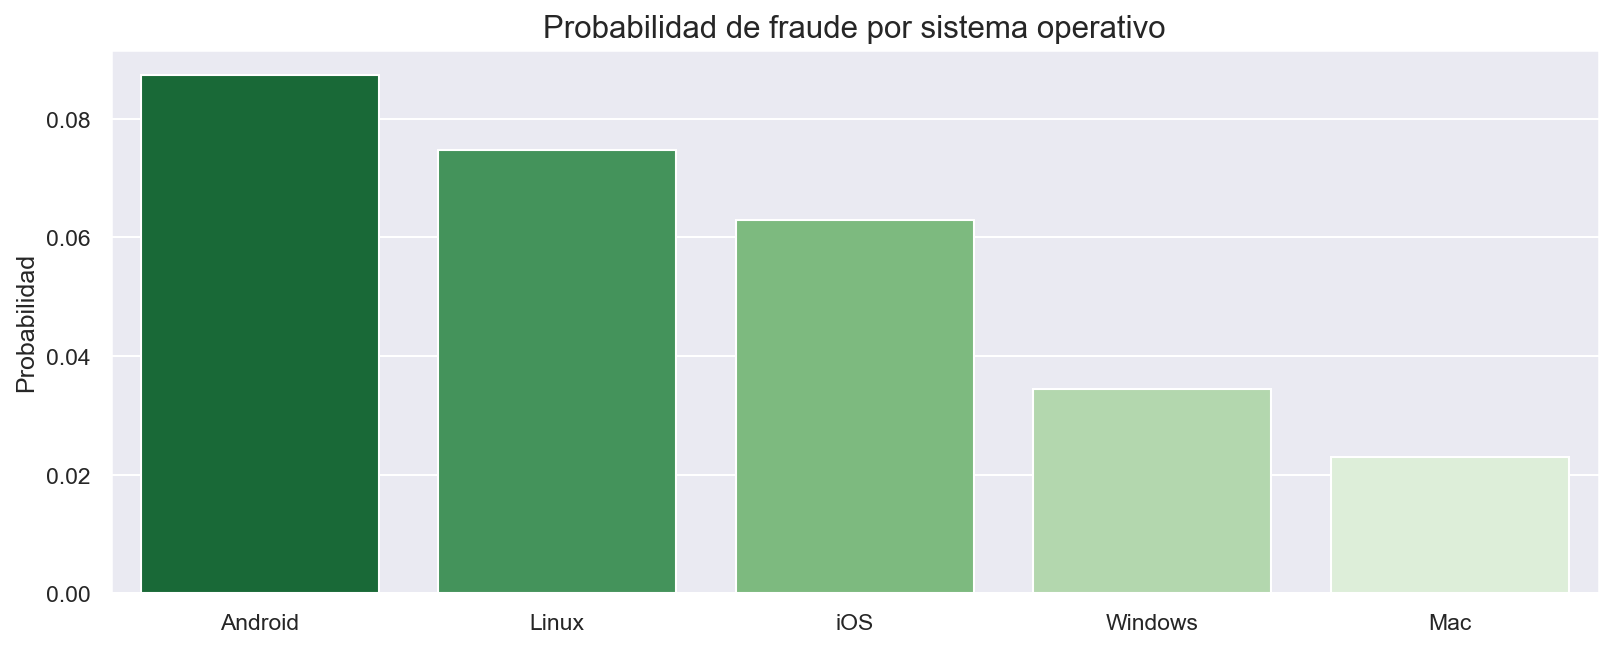 Probabilidad de fraude por sistema operativo
Probabilidad
0.08
0.06
0.04
0.02
0.00
Android
Linux
iOS
Windows
Mac